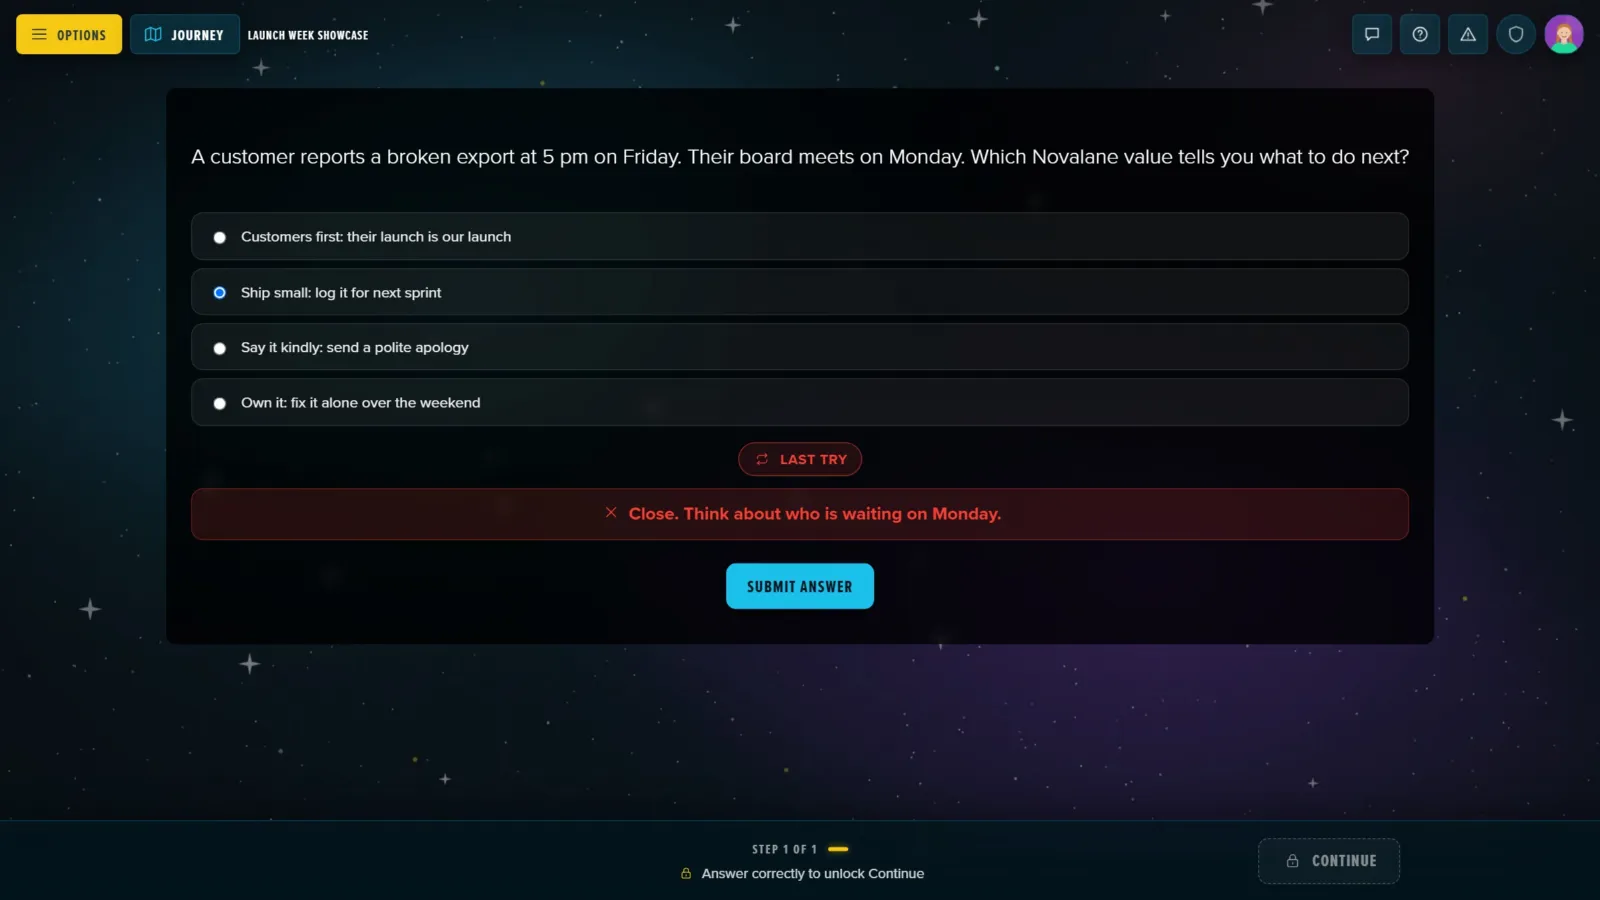 OPTIONS
JOURNEY
LAUNCH WEEK SHOWCASE
A customer reports a broken export at 5 pm on Friday. Their board meets on Monday. Which Novalane value tells you what to do next?
Customers first: their launch is our launch
Ship small: log it for next sprint
Say it kindly: send a polite apology
Own it: fix it alone over the weekend
LAST TRY
Close. Think about who is waiting on Monday.
SUBMIT ANSWER
STEP 1 OF 1
Answer correctly to unlock Continue
CONTINUE